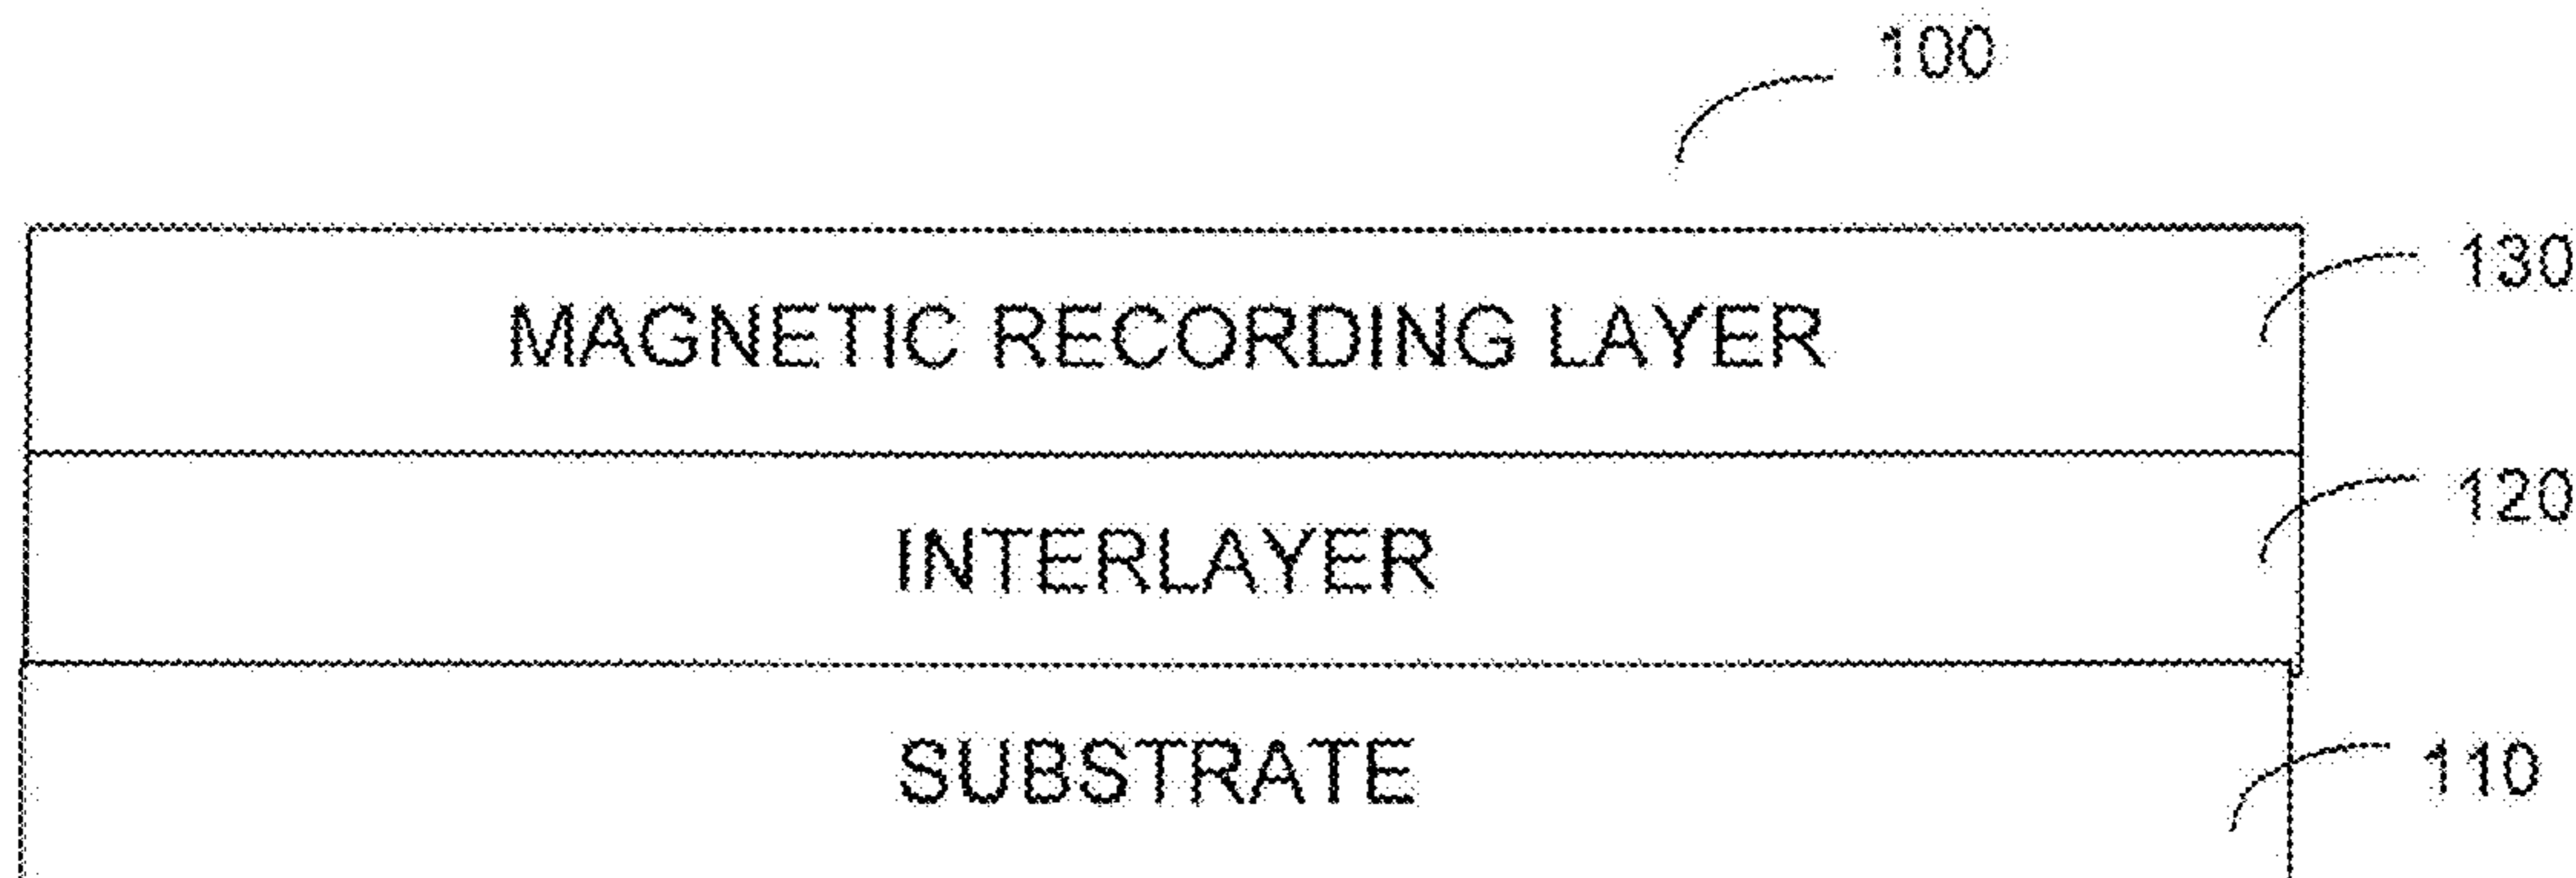 100
MAGNETIC RECORDING LAYER
130
INTERLAYER
120
SUBSTRATE
110